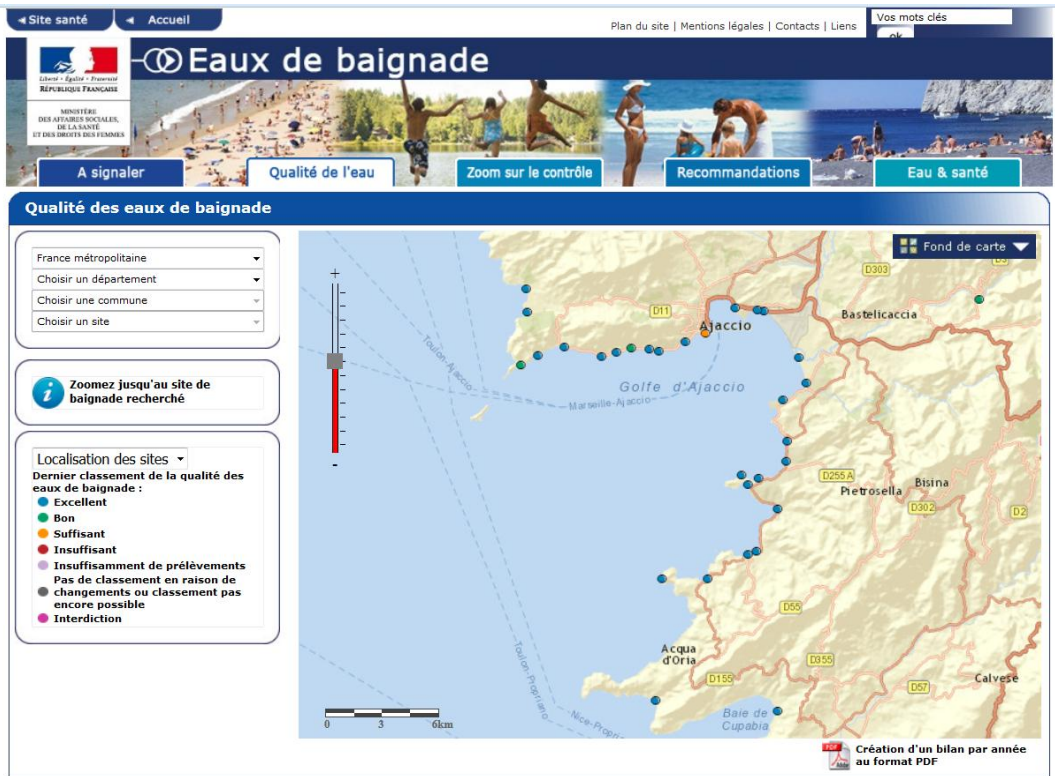 Site santé
Accueil
Plan du site | Mentions légales | Contacts | Liens
Vos mots clés
ok
Liberté • Égalité • Fraternité
RÉPUBLIQUE FRANÇAISE
MINISTÈRE
DES AFFAIRES SOCIALES,
DE LA SANTÉ
ET DES DROITS DES FEMMES
Eaux de baignade
A signaler
Qualité de l'eau
Zoom sur le contrôle
Recommandations
Eau & santé
Qualité des eaux de baignade
France métropolitaine
Choisir un département
Choisir une commune
Choisir un site
Zoomez jusqu'au site de
baignade recherché
Localisation des sites
Dernier classement de la qualité des
eaux de baignade :
Excellent
Bon
Suffisant
Insuffisant
Insuffisamment de prélèvements
Pas de classement en raison de
changements ou classement pas
encore possible
Interdiction
+
-
Fond de carte
D3
D303
D11
Ajaccio
Bastelicaccia
Toulon-Ajaccio
Golfe d'Ajaccio
Marseille-Ajaccio
D255 A
Pietrosella
Bisina
D302
D2
D55
Acqua
d'Oria
D355
D155
D57
Calvese
Toulon-Propriano
Nice-Propriano
Baie de
Cupabia
0 3 6km
PDF
Adobe
Création d'un bilan par année
au format PDF